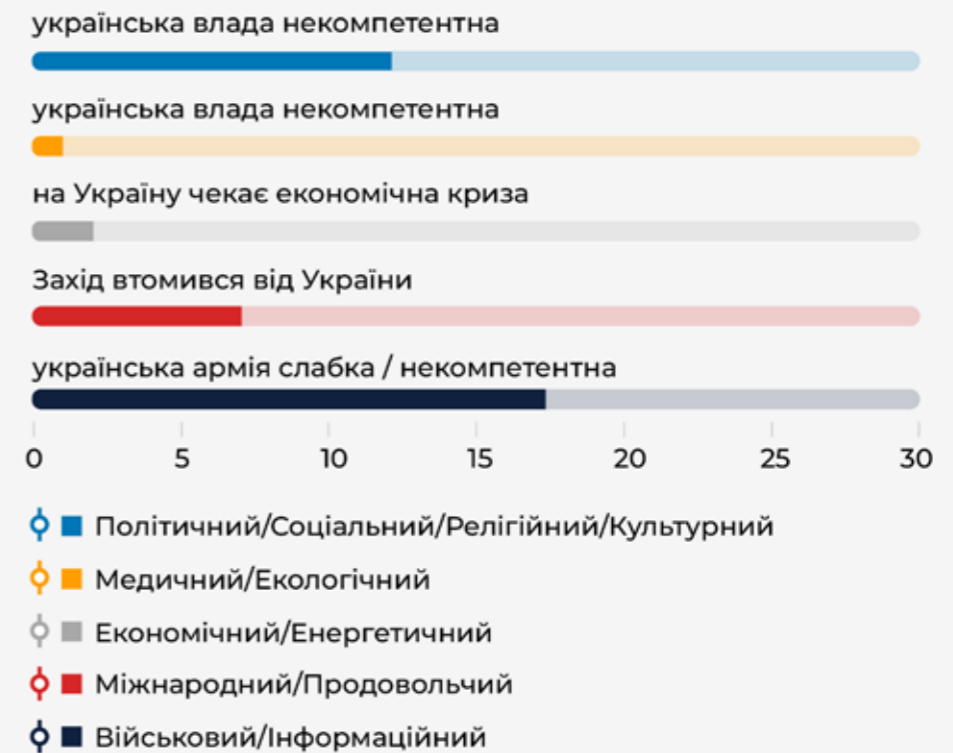 українська влада некомпетентна
українська влада некомпетентна
на Україну чекає економічна криза
Захід втомився від України
українська армія слабка / некомпетентна
0 5 10 15 20 25 30
Політичний/Соціальний/Релігійний/Культурний
Медичний/Екологічний
Економічний/Енергетичний
Міжнародний/Продовольчий
Військовий/Інформаційний